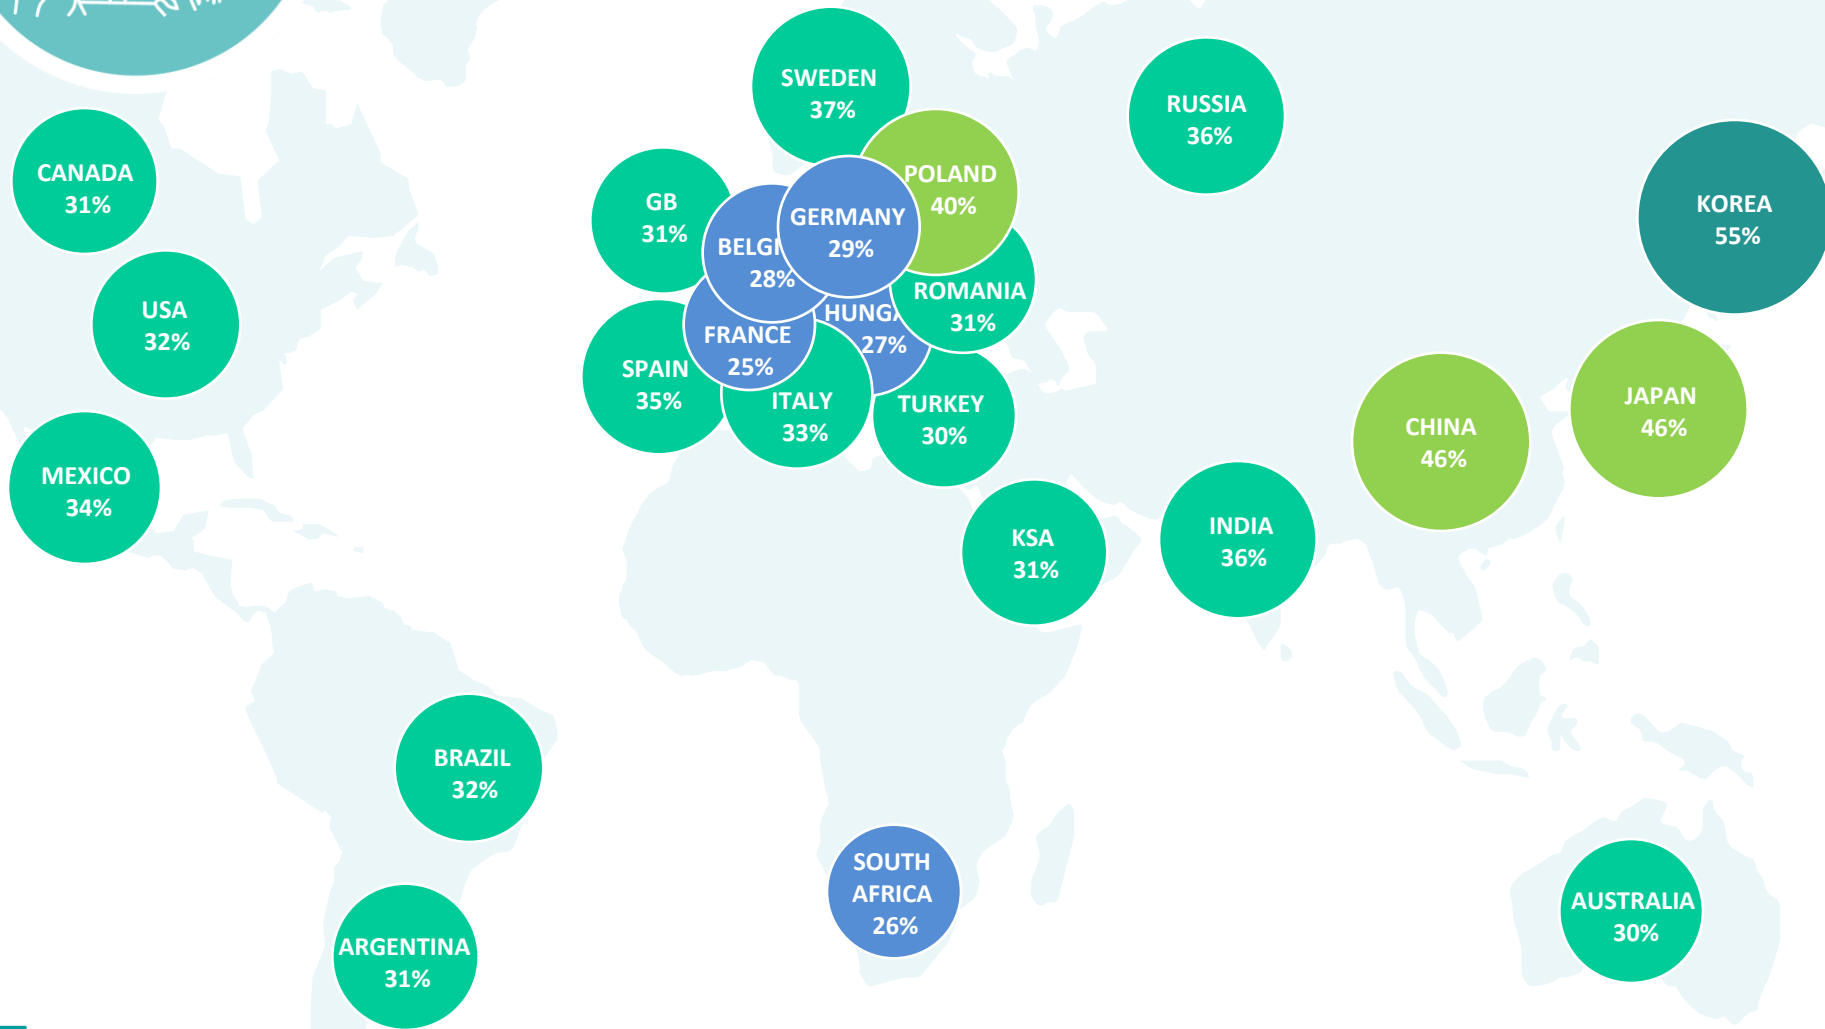 SWEDEN
37%
RUSSIA
36%
CANADA
31%
POLAND
40%
KOREA
55%
GB
31%
GERMANY
29%
BELGI
28%
USA
32%
ROMANIA
31%
HUNGA
27%
FRANCE
25%
SPAIN
35%
ITALY
33%
TURKEY
30%
CHINA
46%
JAPAN
46%
MEXICO
34%
KSA
31%
INDIA
36%
BRAZIL
32%
SOUTH
AFRICA
26%
AUSTRALIA
30%
ARGENTINA
31%